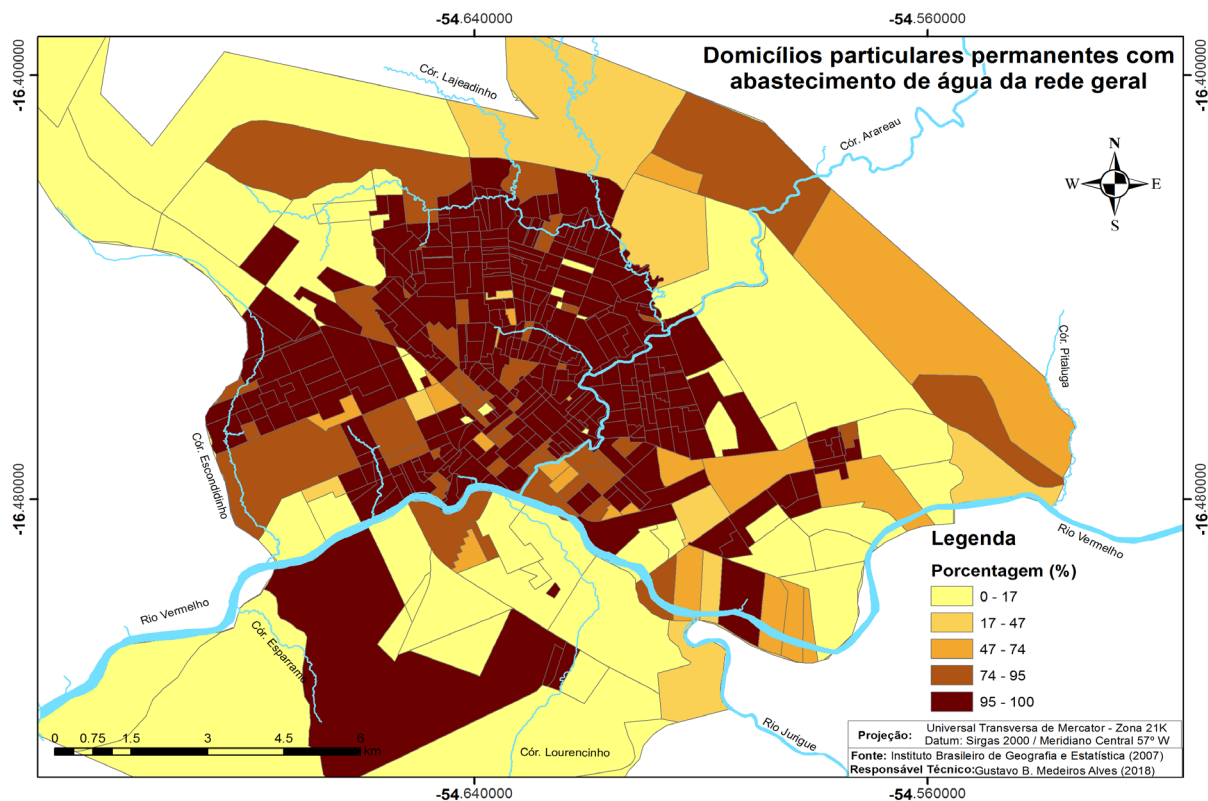 -54.640000
-54.560000
-16.400000
-16.400000
Domicílios particulares permanentes com
abastecimento de água da rede geral
Cór. Lajeadinho
Cór. Arareau
N
W
E
S
Cór. Pitaluga
Cór. Escondidinho
-16.480000
-16.480000
Rio Vermelho
Rio Vermelho
Cór. Esparramo
Rio Jurigue
Cór. Lourencinho
Legenda
Porcentagem (%)
0 - 17
17 - 47
47 - 74
74 - 95
95 - 100
0 0.75 1.5 3 4.5 6
km
Projeção: Universal Transversa de Mercator - Zona 21K
Datum: Sirgas 2000 / Meridiano Central 57º W
Fonte: Instituto Brasileiro de Geografia e Estatística (2007)
Responsável Técnico:Gustavo B. Medeiros Alves (2018)
-54.640000
-54.560000